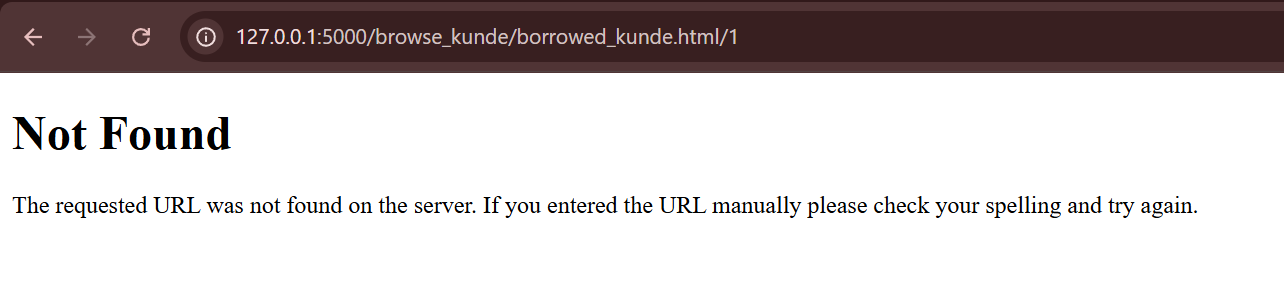 127.0.0.1:5000/browse_kunde/borrowed_kunde.html/1
Not Found
The requested URL was not found on the server. If you entered the URL manually please check your spelling and try again.